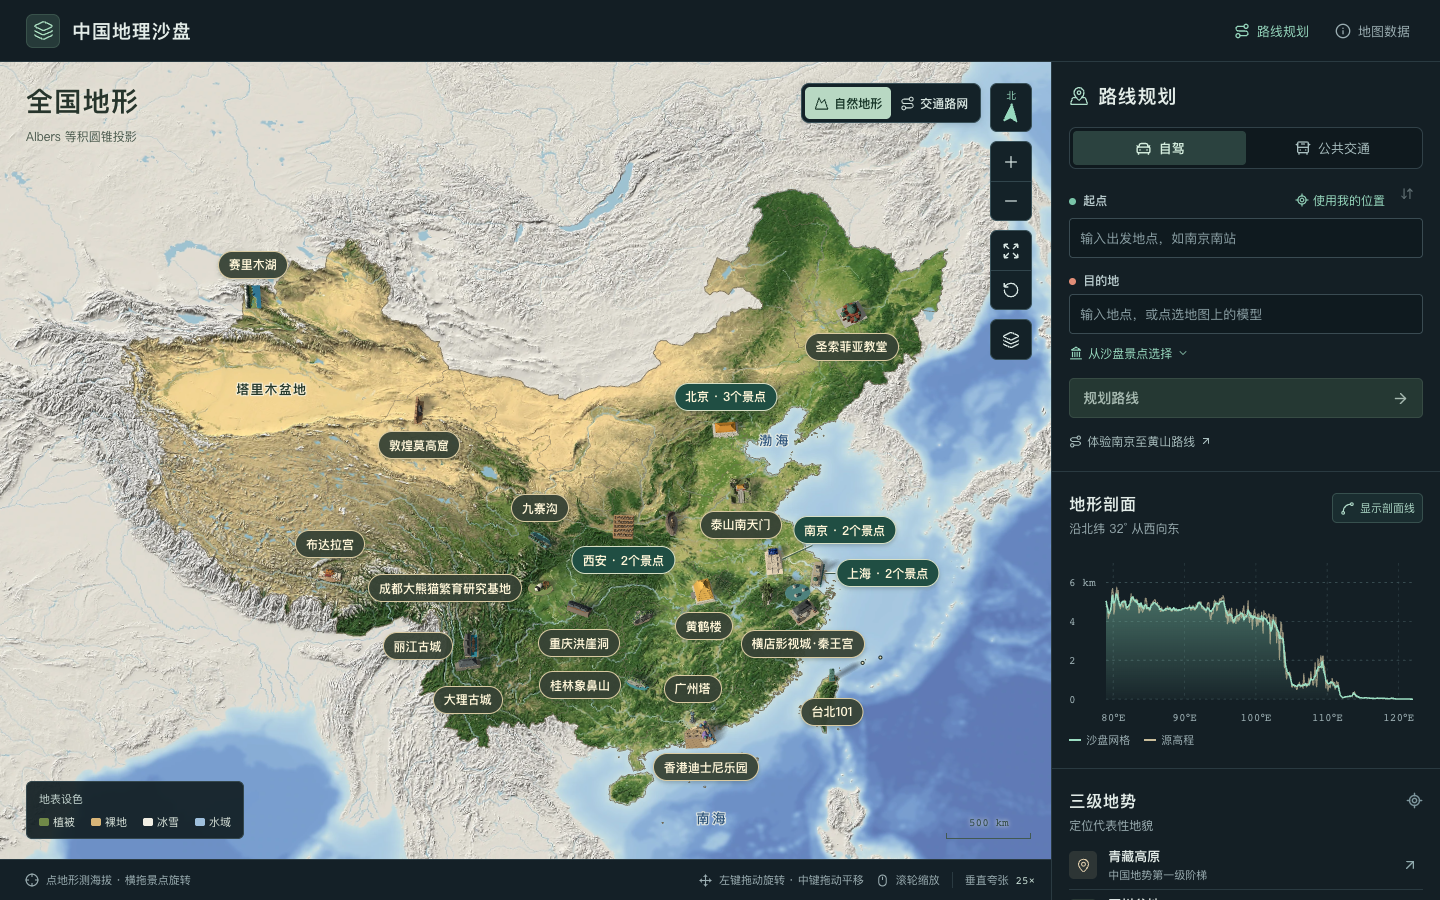 中国地理沙盘
路线规划
地图数据
全国地形
Albers 等积圆锥投影
自然地形
交通路网
北
赛里木湖
圣索菲亚教堂
塔里木盆地
北京 · 3个景点
渤海
敦煌莫高窟
九寨沟
泰山南天门
南京 · 2个景点
布达拉宫
西安 · 2个景点
上海 · 2个景点
成都大熊猫繁育研究基地
黄鹤楼
丽江古城
重庆洪崖洞
横店影视城·秦王宫
桂林象鼻山
广州塔
大理古城
台北101
香港迪士尼乐园
南海
500 km
地表设色
植被
裸地
冰雪
水域
点地形测海拔 · 横拖景点旋转
左键拖动旋转 · 中键拖动平移
滚轮缩放
垂直夸张 25×
路线规划
自驾
公共交通
起点
使用我的位置
输入出发地点，如南京南站
目的地
输入地点，或点选地图上的模型
从沙盘景点选择
规划路线
体验南京至黄山路线
地形剖面
显示剖面线
沿北纬 32° 从西向东
6 km
4
2
0
80°E 90°E 100°E 110°E 120°E
沙盘网格
源高程
三级地势
定位代表性地貌
青藏高原
中国地势第一级阶梯